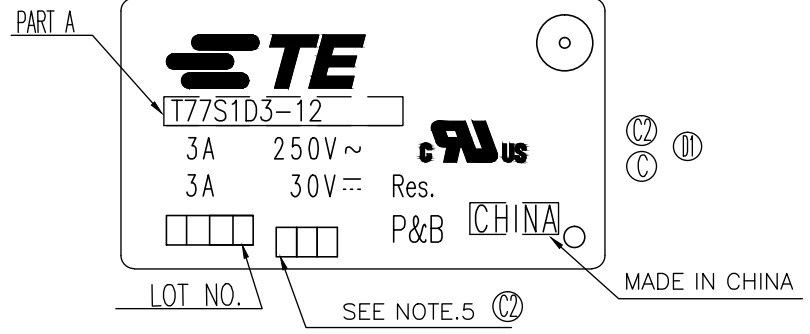 PART A
TE
T77S1D3-12
3A 250V~
3A 30V⎓ Res.
c RU US
P&B
CHINA
C2
C
D1
LOT NO.
SEE NOTE.5 C2
MADE IN CHINA